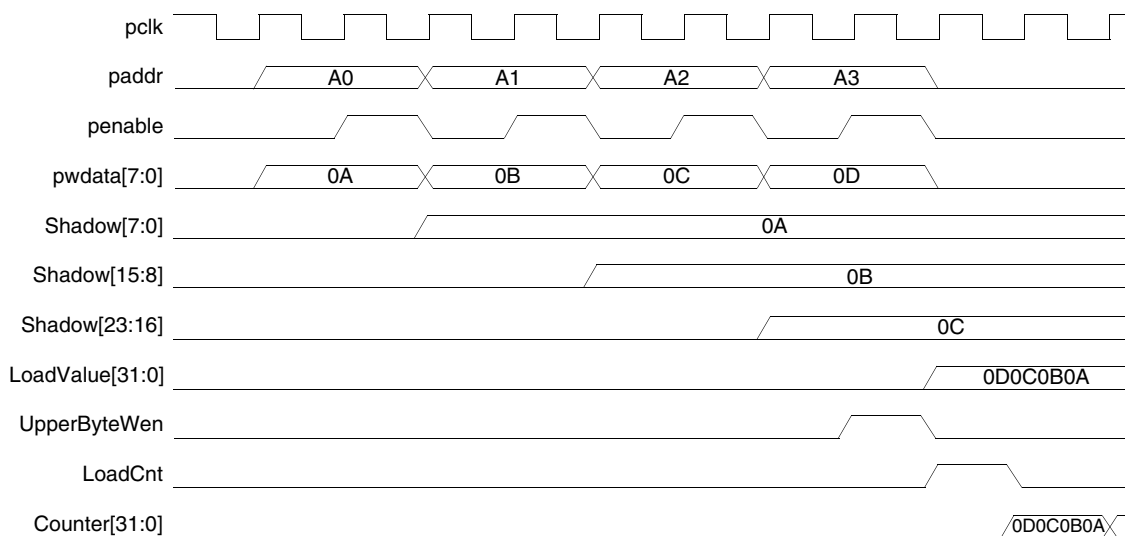 pclk
paddr A0 A1 A2 A3
penable
pwdata[7:0] 0A 0B 0C 0D
Shadow[7:0] 0A
Shadow[15:8] 0B
Shadow[23:16] 0C
LoadValue[31:0] 0D0C0B0A
UpperByteWen
LoadCnt
Counter[31:0] 0D0C0B0A